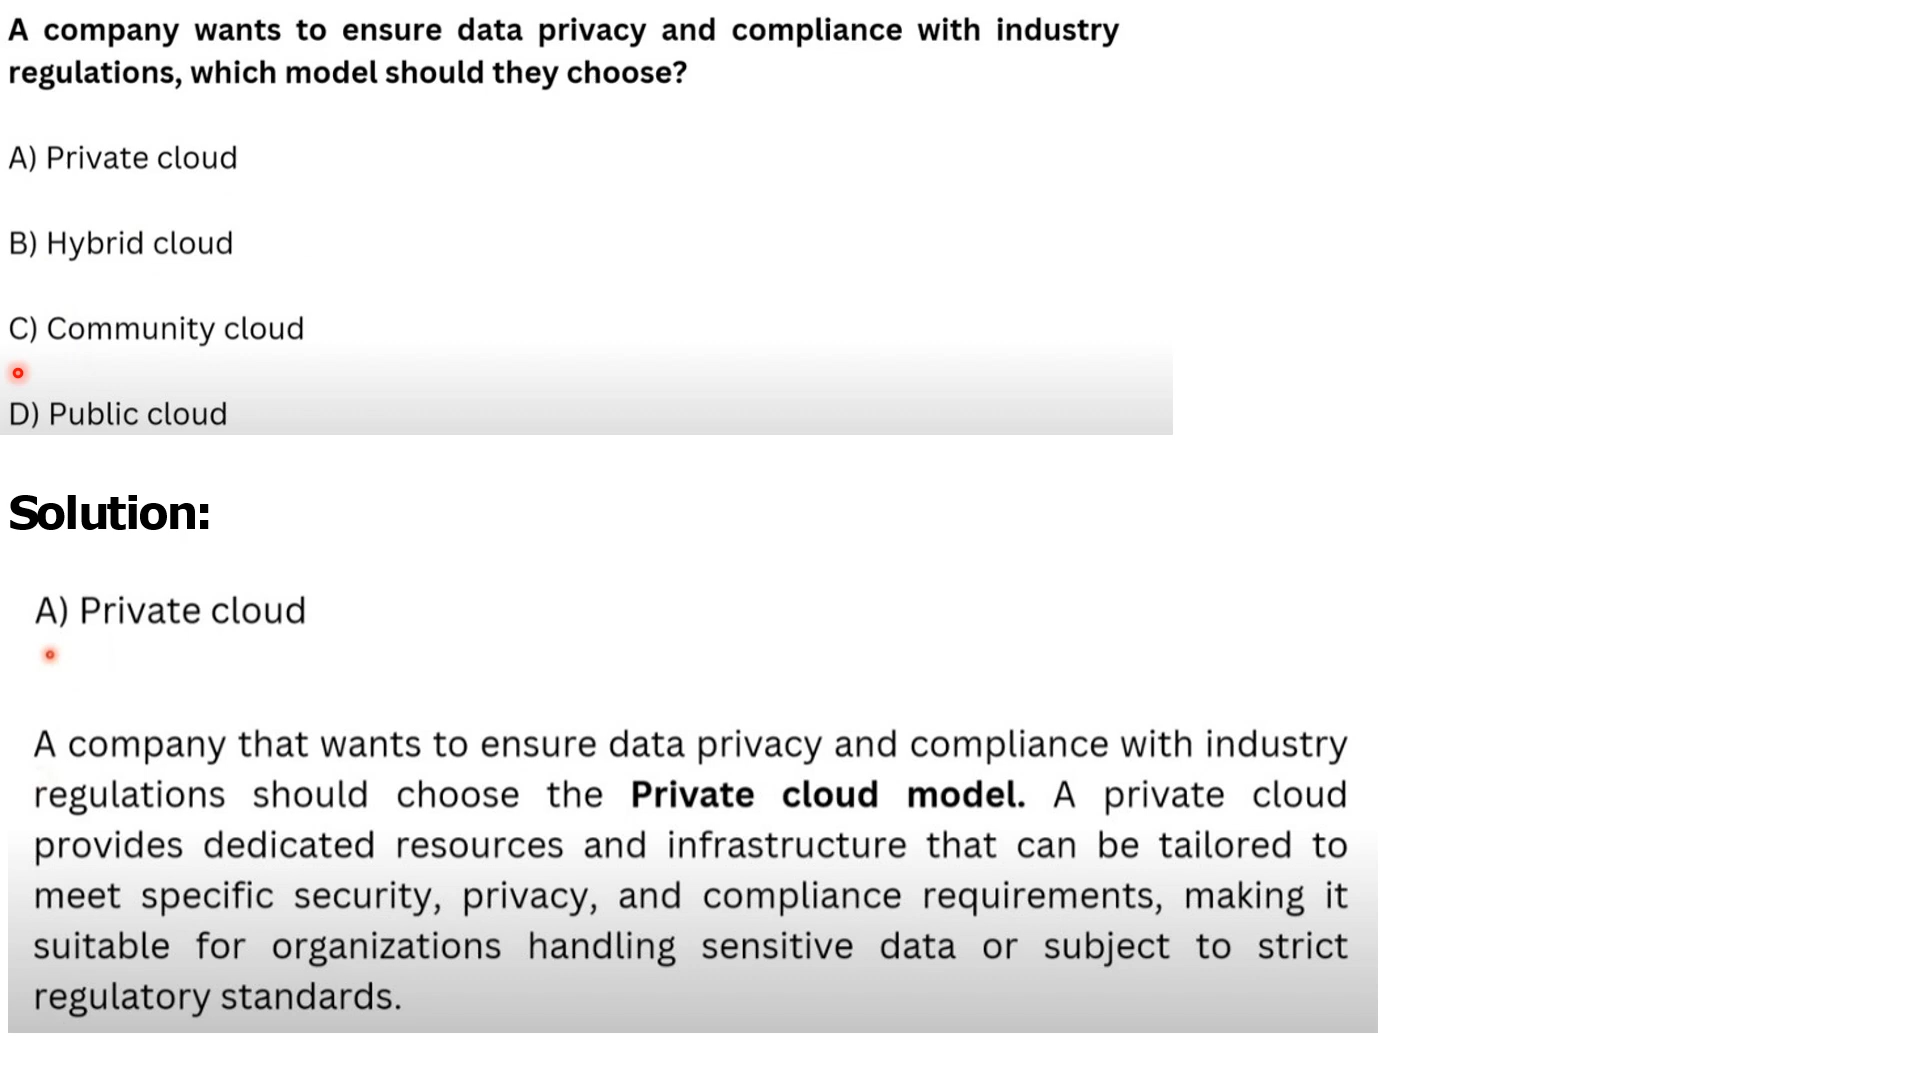 A company wants to ensure data privacy and compliance with industry
regulations, which model should they choose?
A) Private cloud
B) Hybrid cloud
C) Community cloud
D) Public cloud
Solution:
A) Private cloud
A company that wants to ensure data privacy and compliance with industry
regulations should choose the Private cloud model. A private cloud
provides dedicated resources and infrastructure that can be tailored to
meet specific security, privacy, and compliance requirements, making it
suitable for organizations handling sensitive data or subject to strict
regulatory standards.